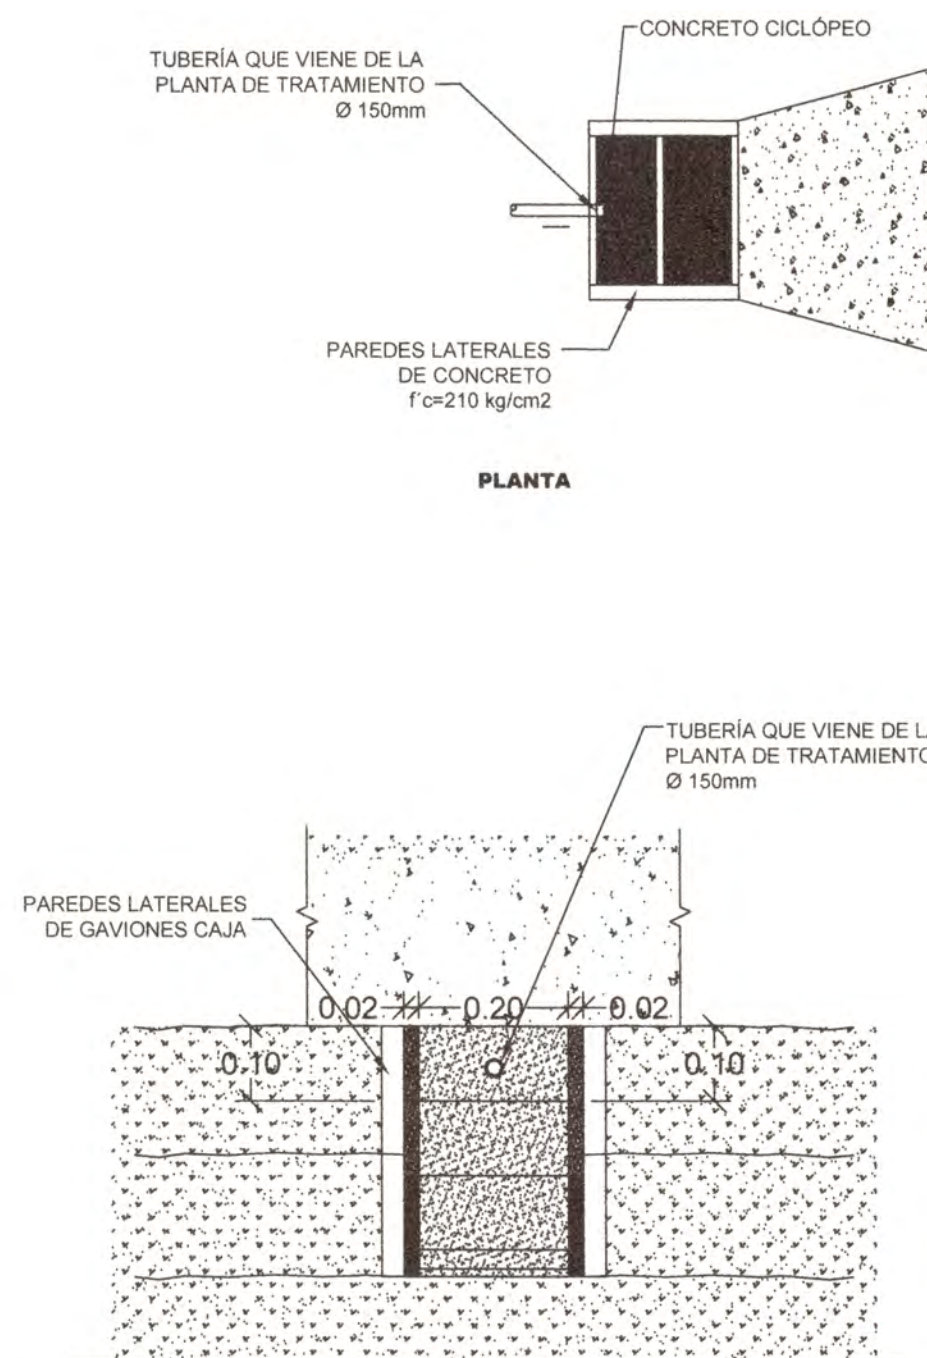 CONCRETO CICLÓPEO
TUBERÍA QUE VIENE DE LA
PLANTA DE TRATAMIENTO
Ø 150mm
PAREDES LATERALES
DE CONCRETO
f´c=210 kg/cm2
PLANTA
TUBERÍA QUE VIENE DE LA
PLANTA DE TRATAMIENTO
Ø 150mm
PAREDES LATERALES
DE GAVIONES CAJA
0.02 0.20 0.02
0.10 0.10